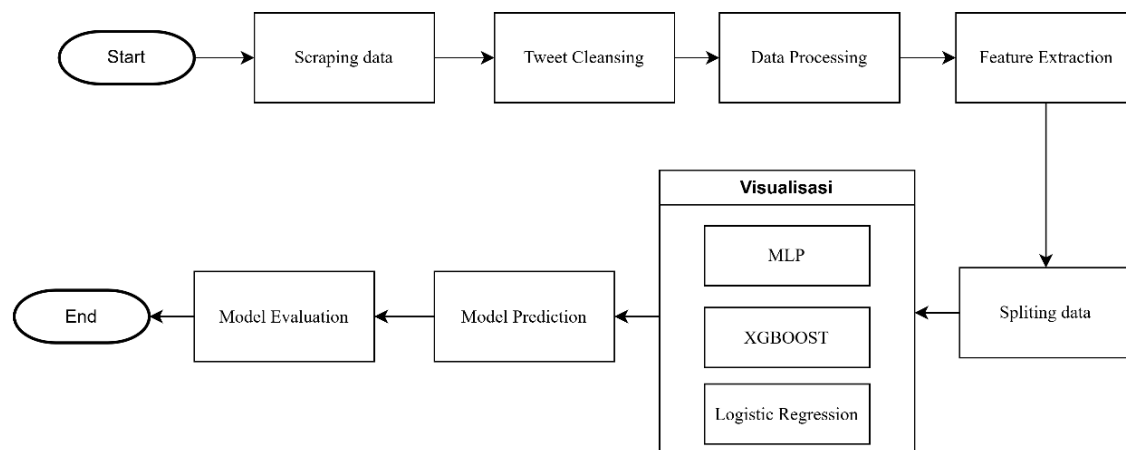 Start
Scraping data
Tweet Cleansing
Data Processing
Feature Extraction
Visualisasi
MLP
XGBOOST
Logistic Regression
Spliting data
Model Prediction
Model Evaluation
End